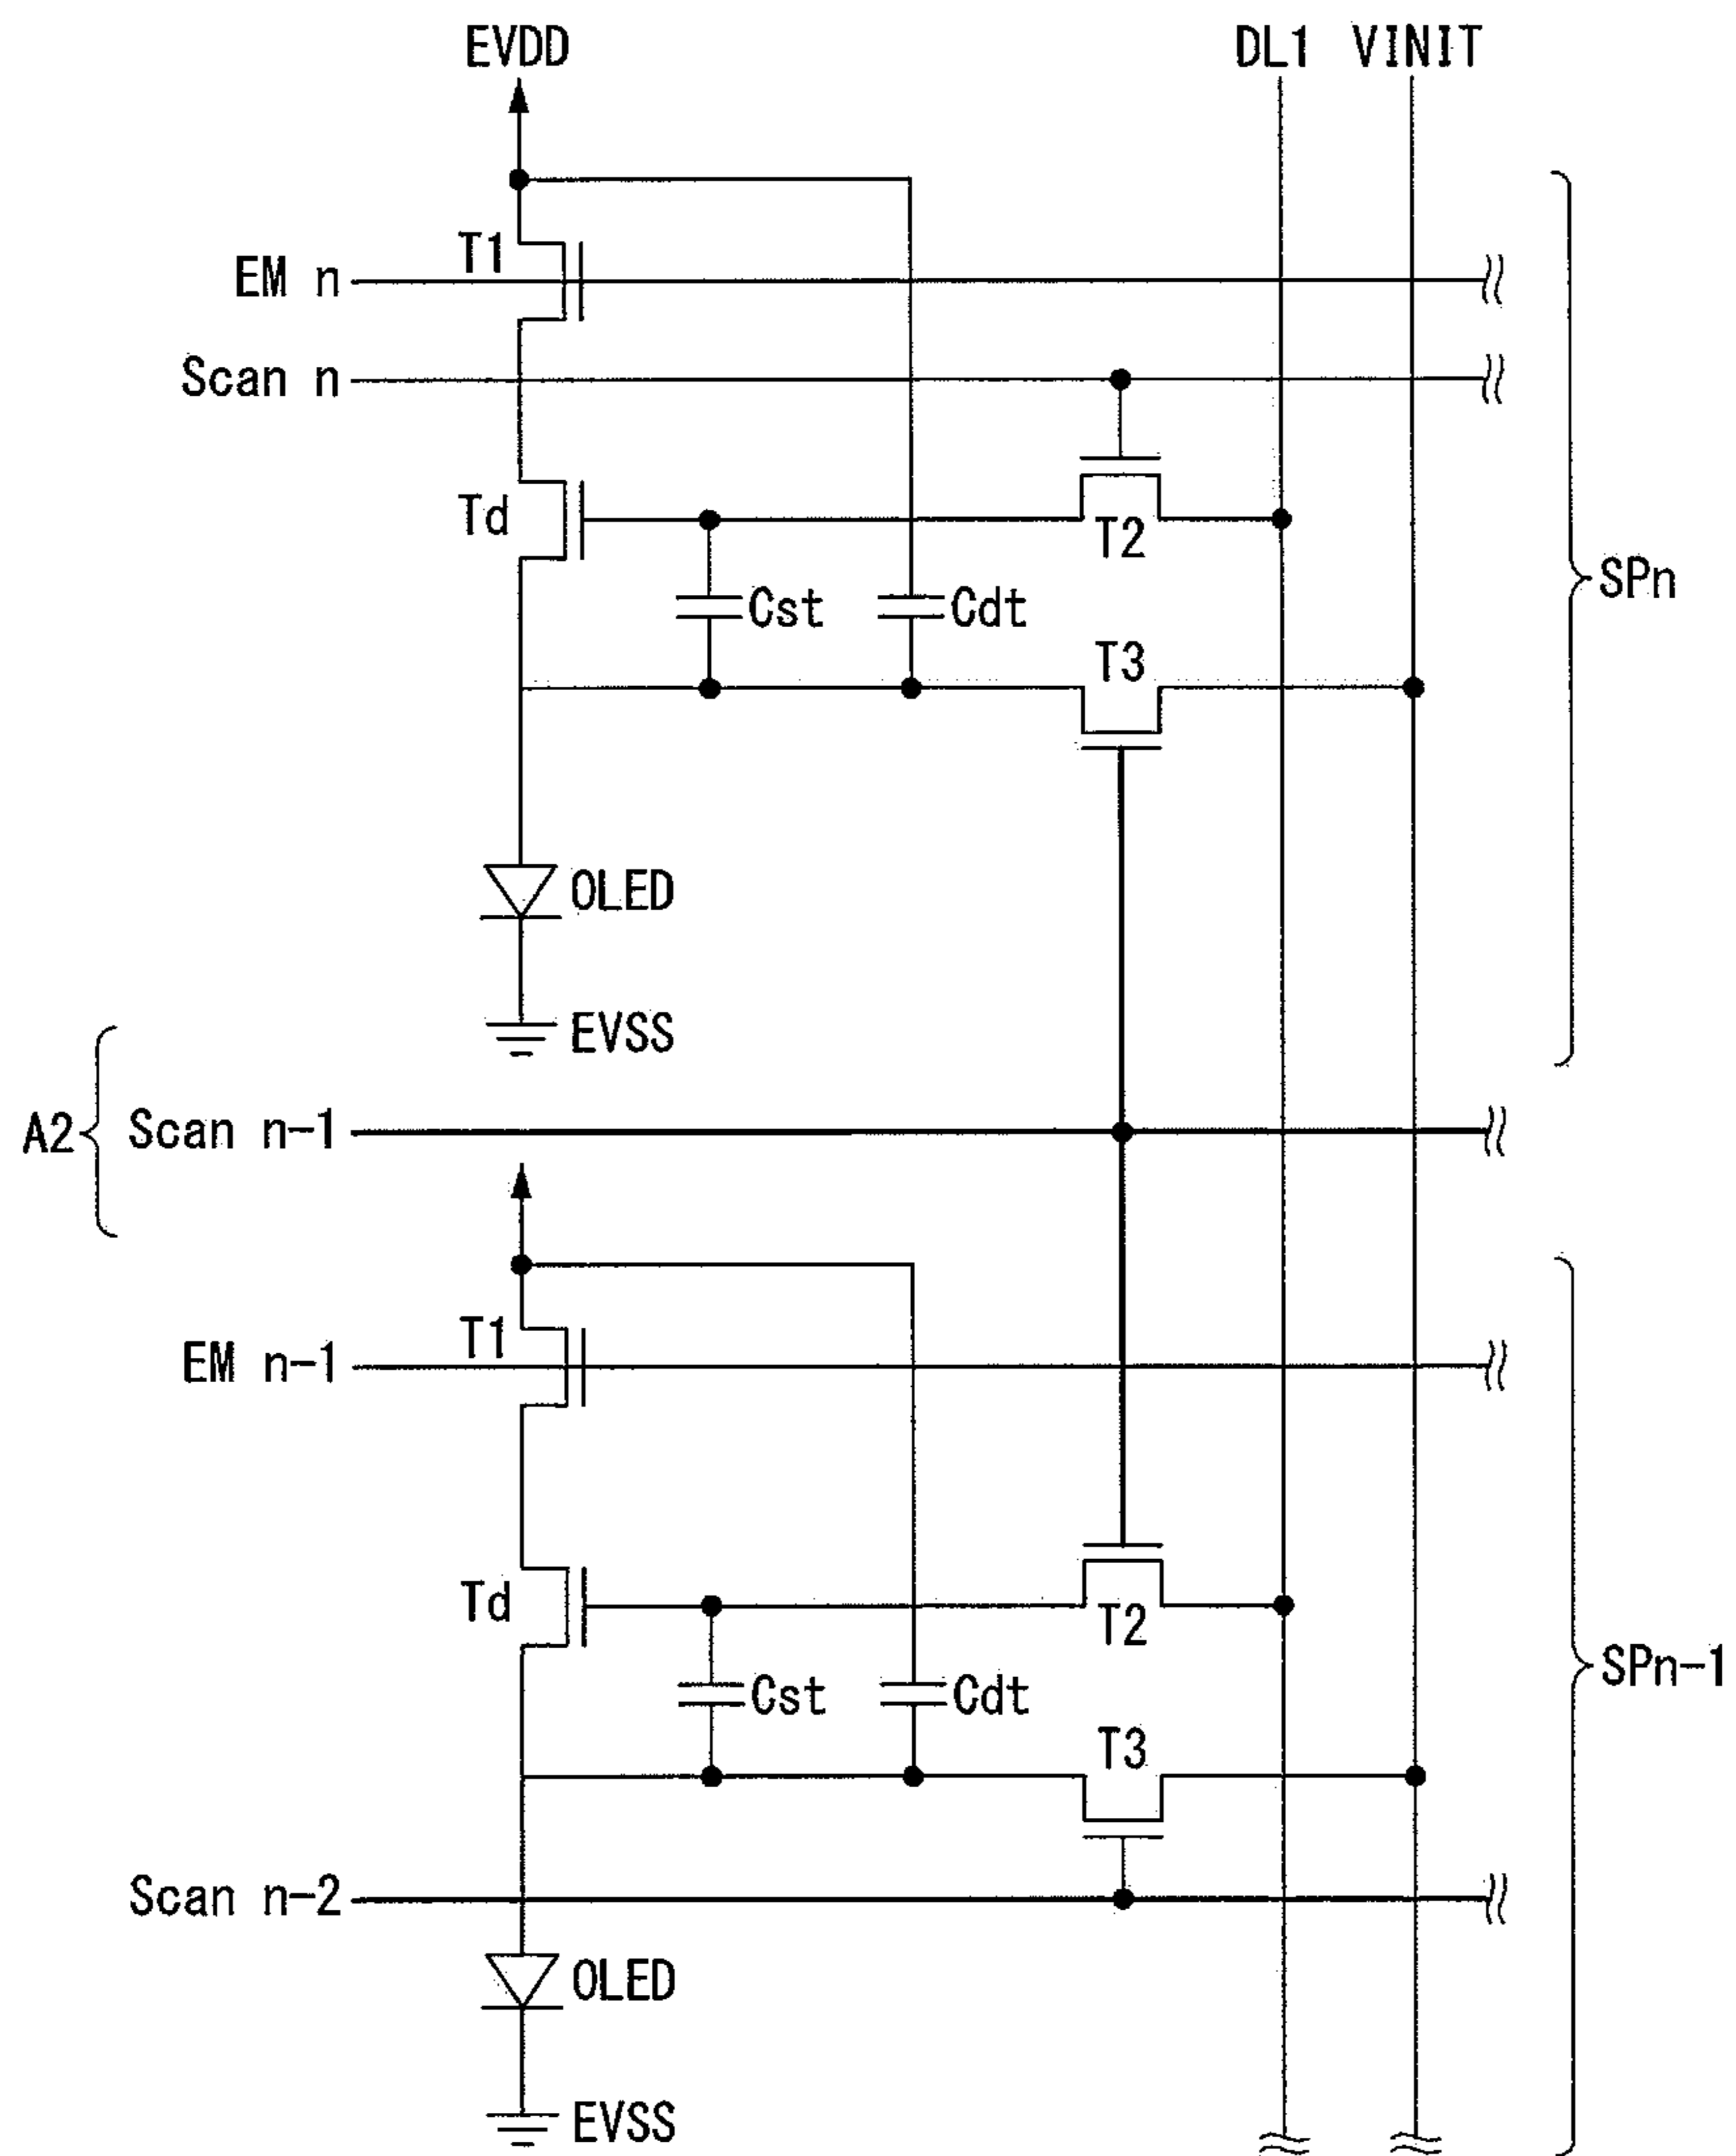 EVDD DL1 VINIT
T1
EM n
Scan n
Td
T2
Cst
Cdt
SPn
T3
OLED
EVSS
A2
Scan n-1
T1
EM n-1
Td
T2
Cst
Cdt
SPn-1
T3
Scan n-2
OLED
EVSS